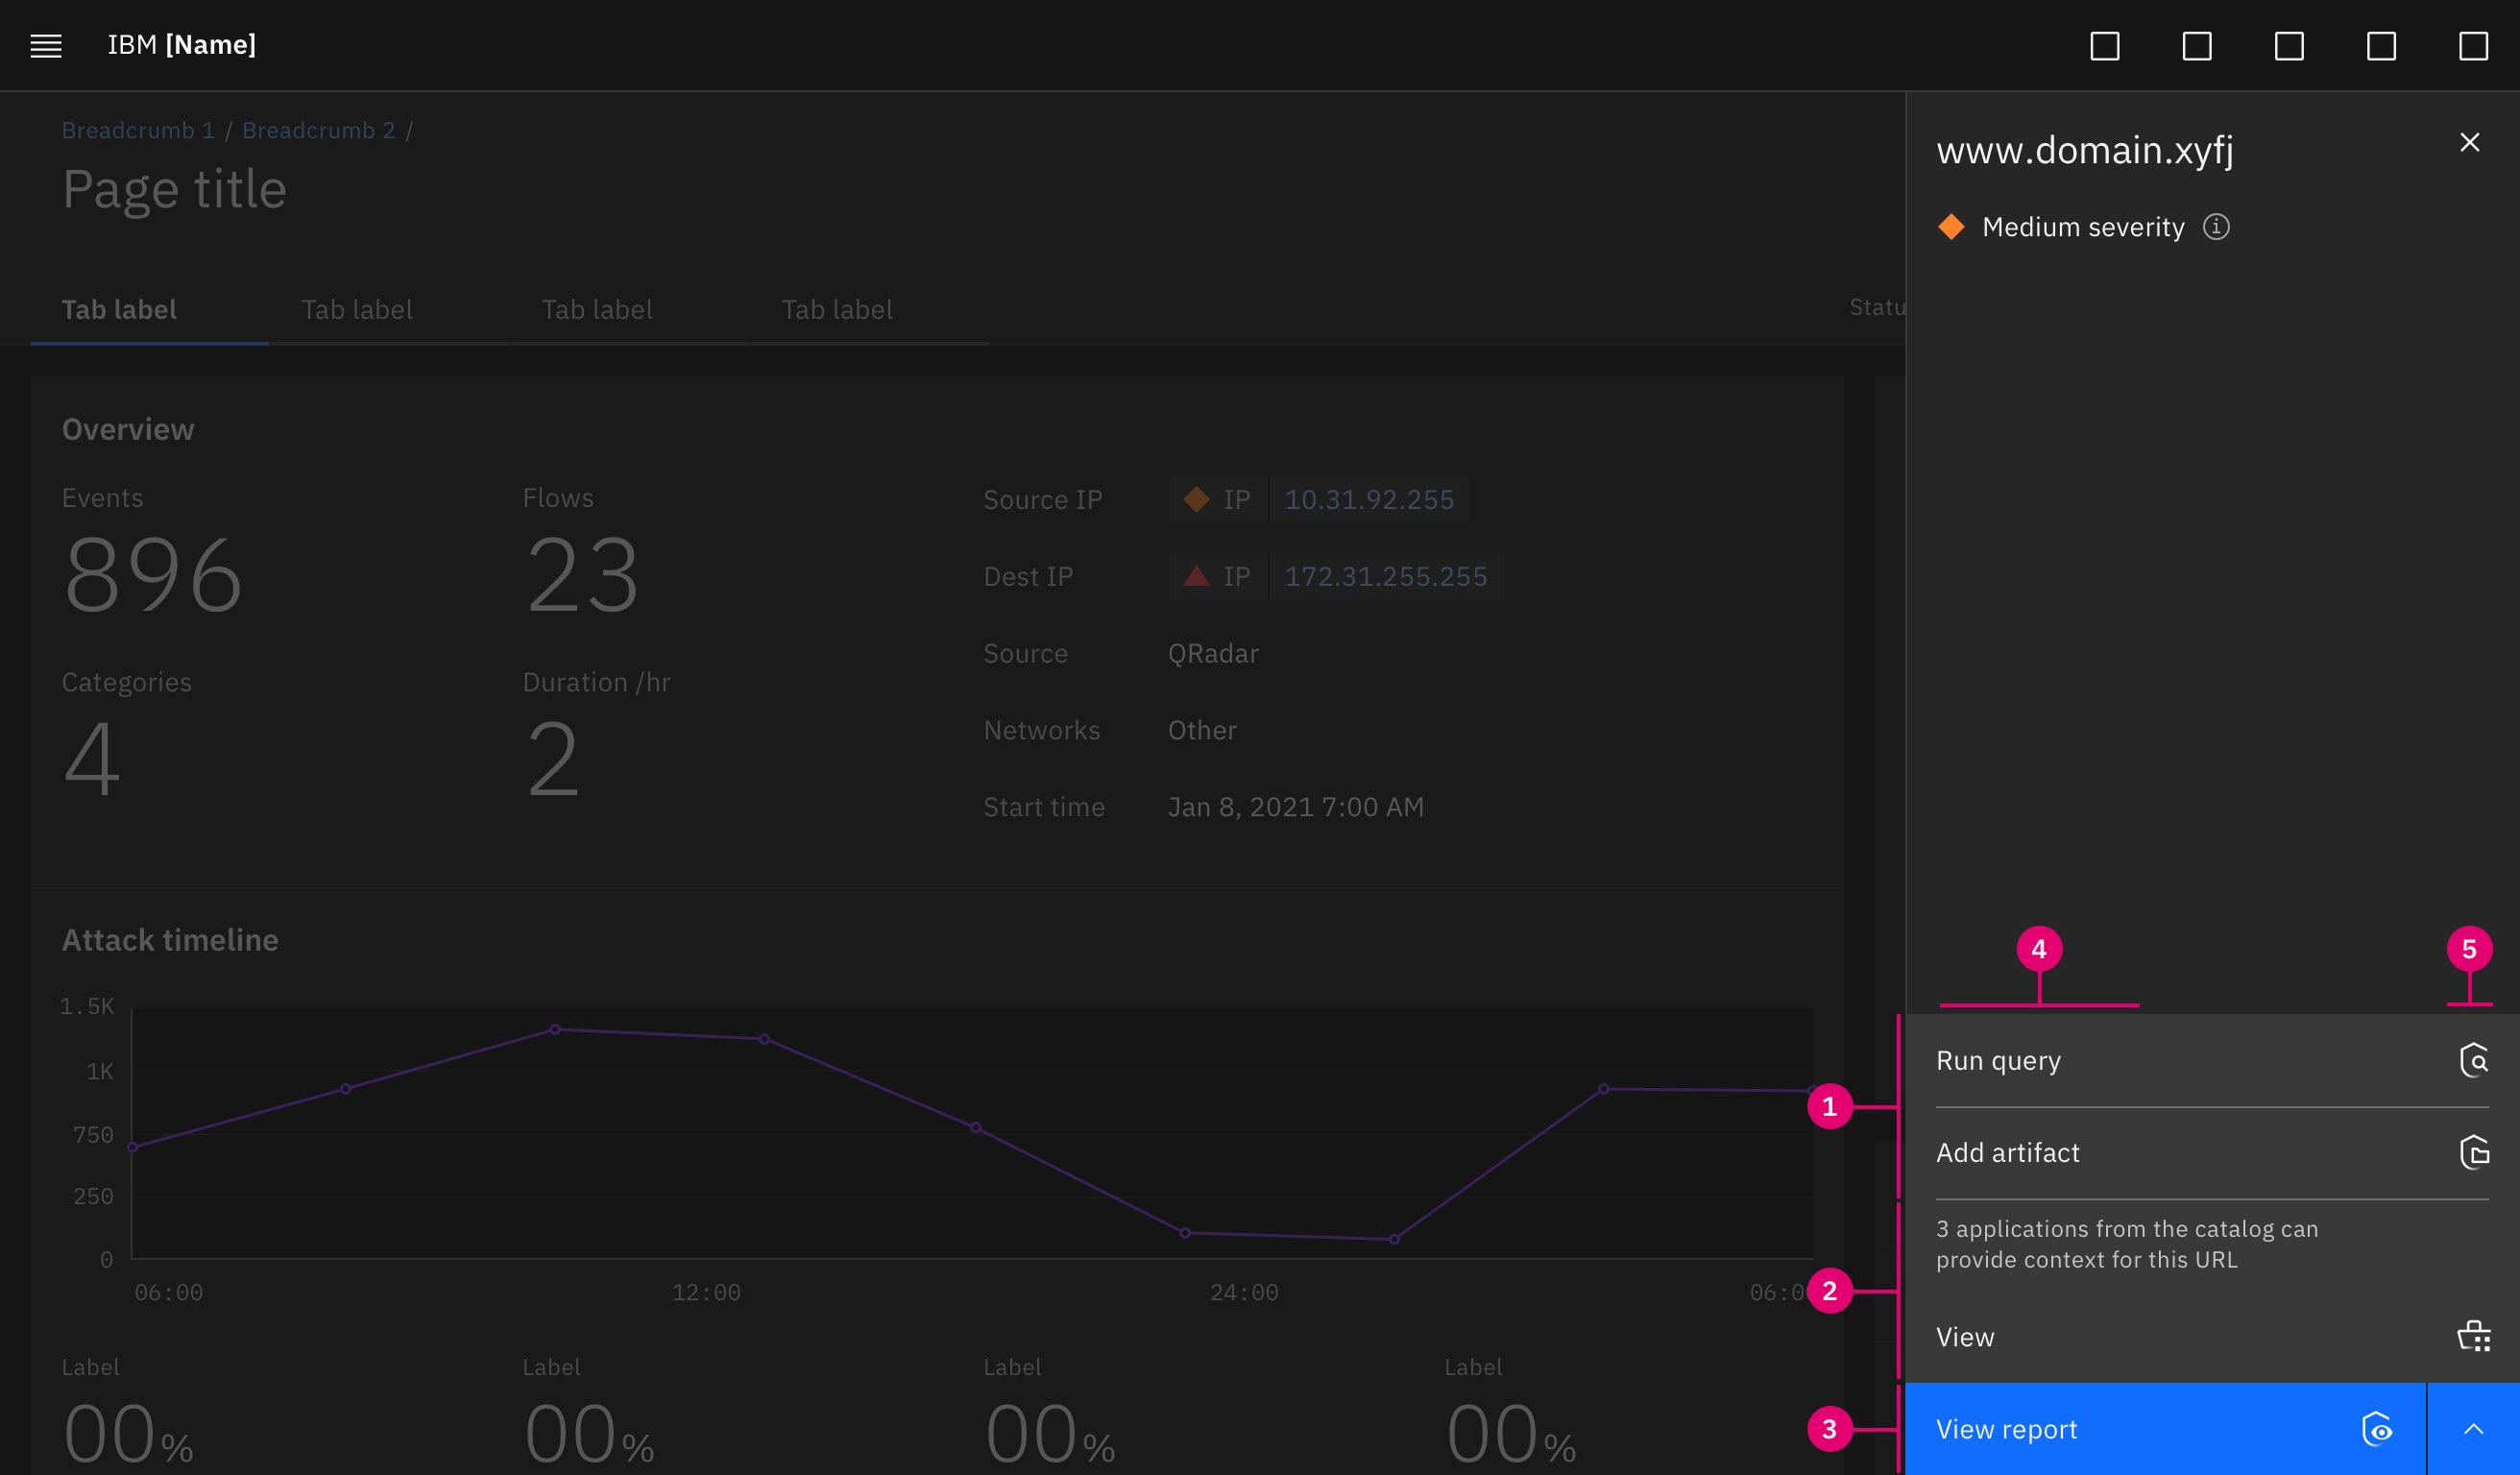 IBM [Name]
Breadcrumb 1 / Breadcrumb 2 /
Page title
Tab label
Tab label
Tab label
Tab label
Statu
Overview
Events
896
Flows
23
Categories
4
Duration /hr
2
Source IP
IP 10.31.92.255
Dest IP
IP 172.31.255.255
Source
QRadar
Networks
Other
Start time
Jan 8, 2021 7:00 AM
Attack timeline
1.5K
1K
750
250
0
06:00
12:00
24:00
06:0
Label
00%
Label
00%
Label
00%
Label
00%
www.domain.xyfj
Medium severity
4
5
1
Run query
Add artifact
2
3 applications from the catalog can
provide context for this URL
View
3
View report